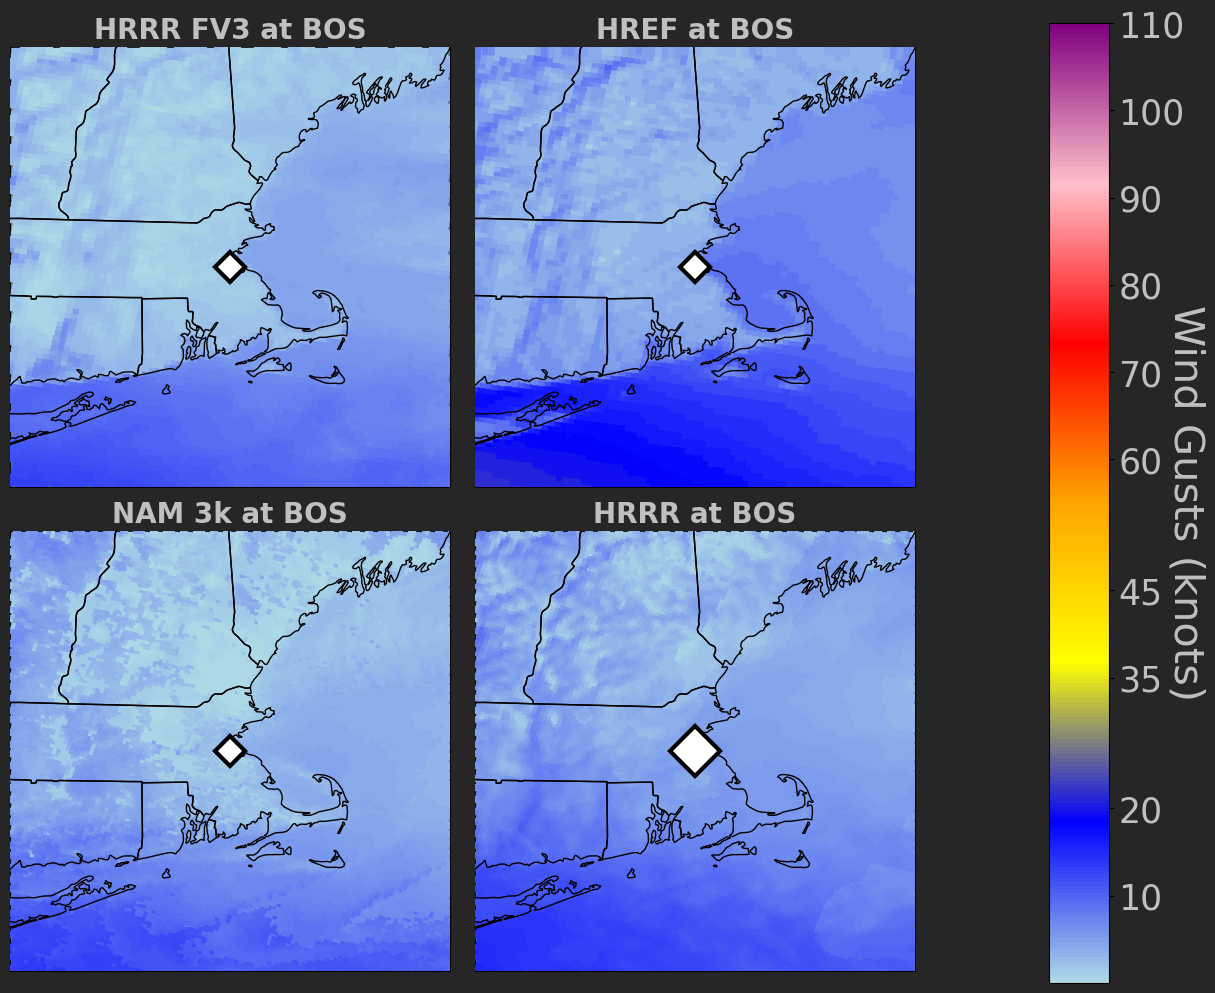 HRRR FV3 at BOS
HREF at BOS
NAM 3k at BOS
HRRR at BOS
110
100
90
80
70
60
45
35
20
10
Wind Gusts (knots)